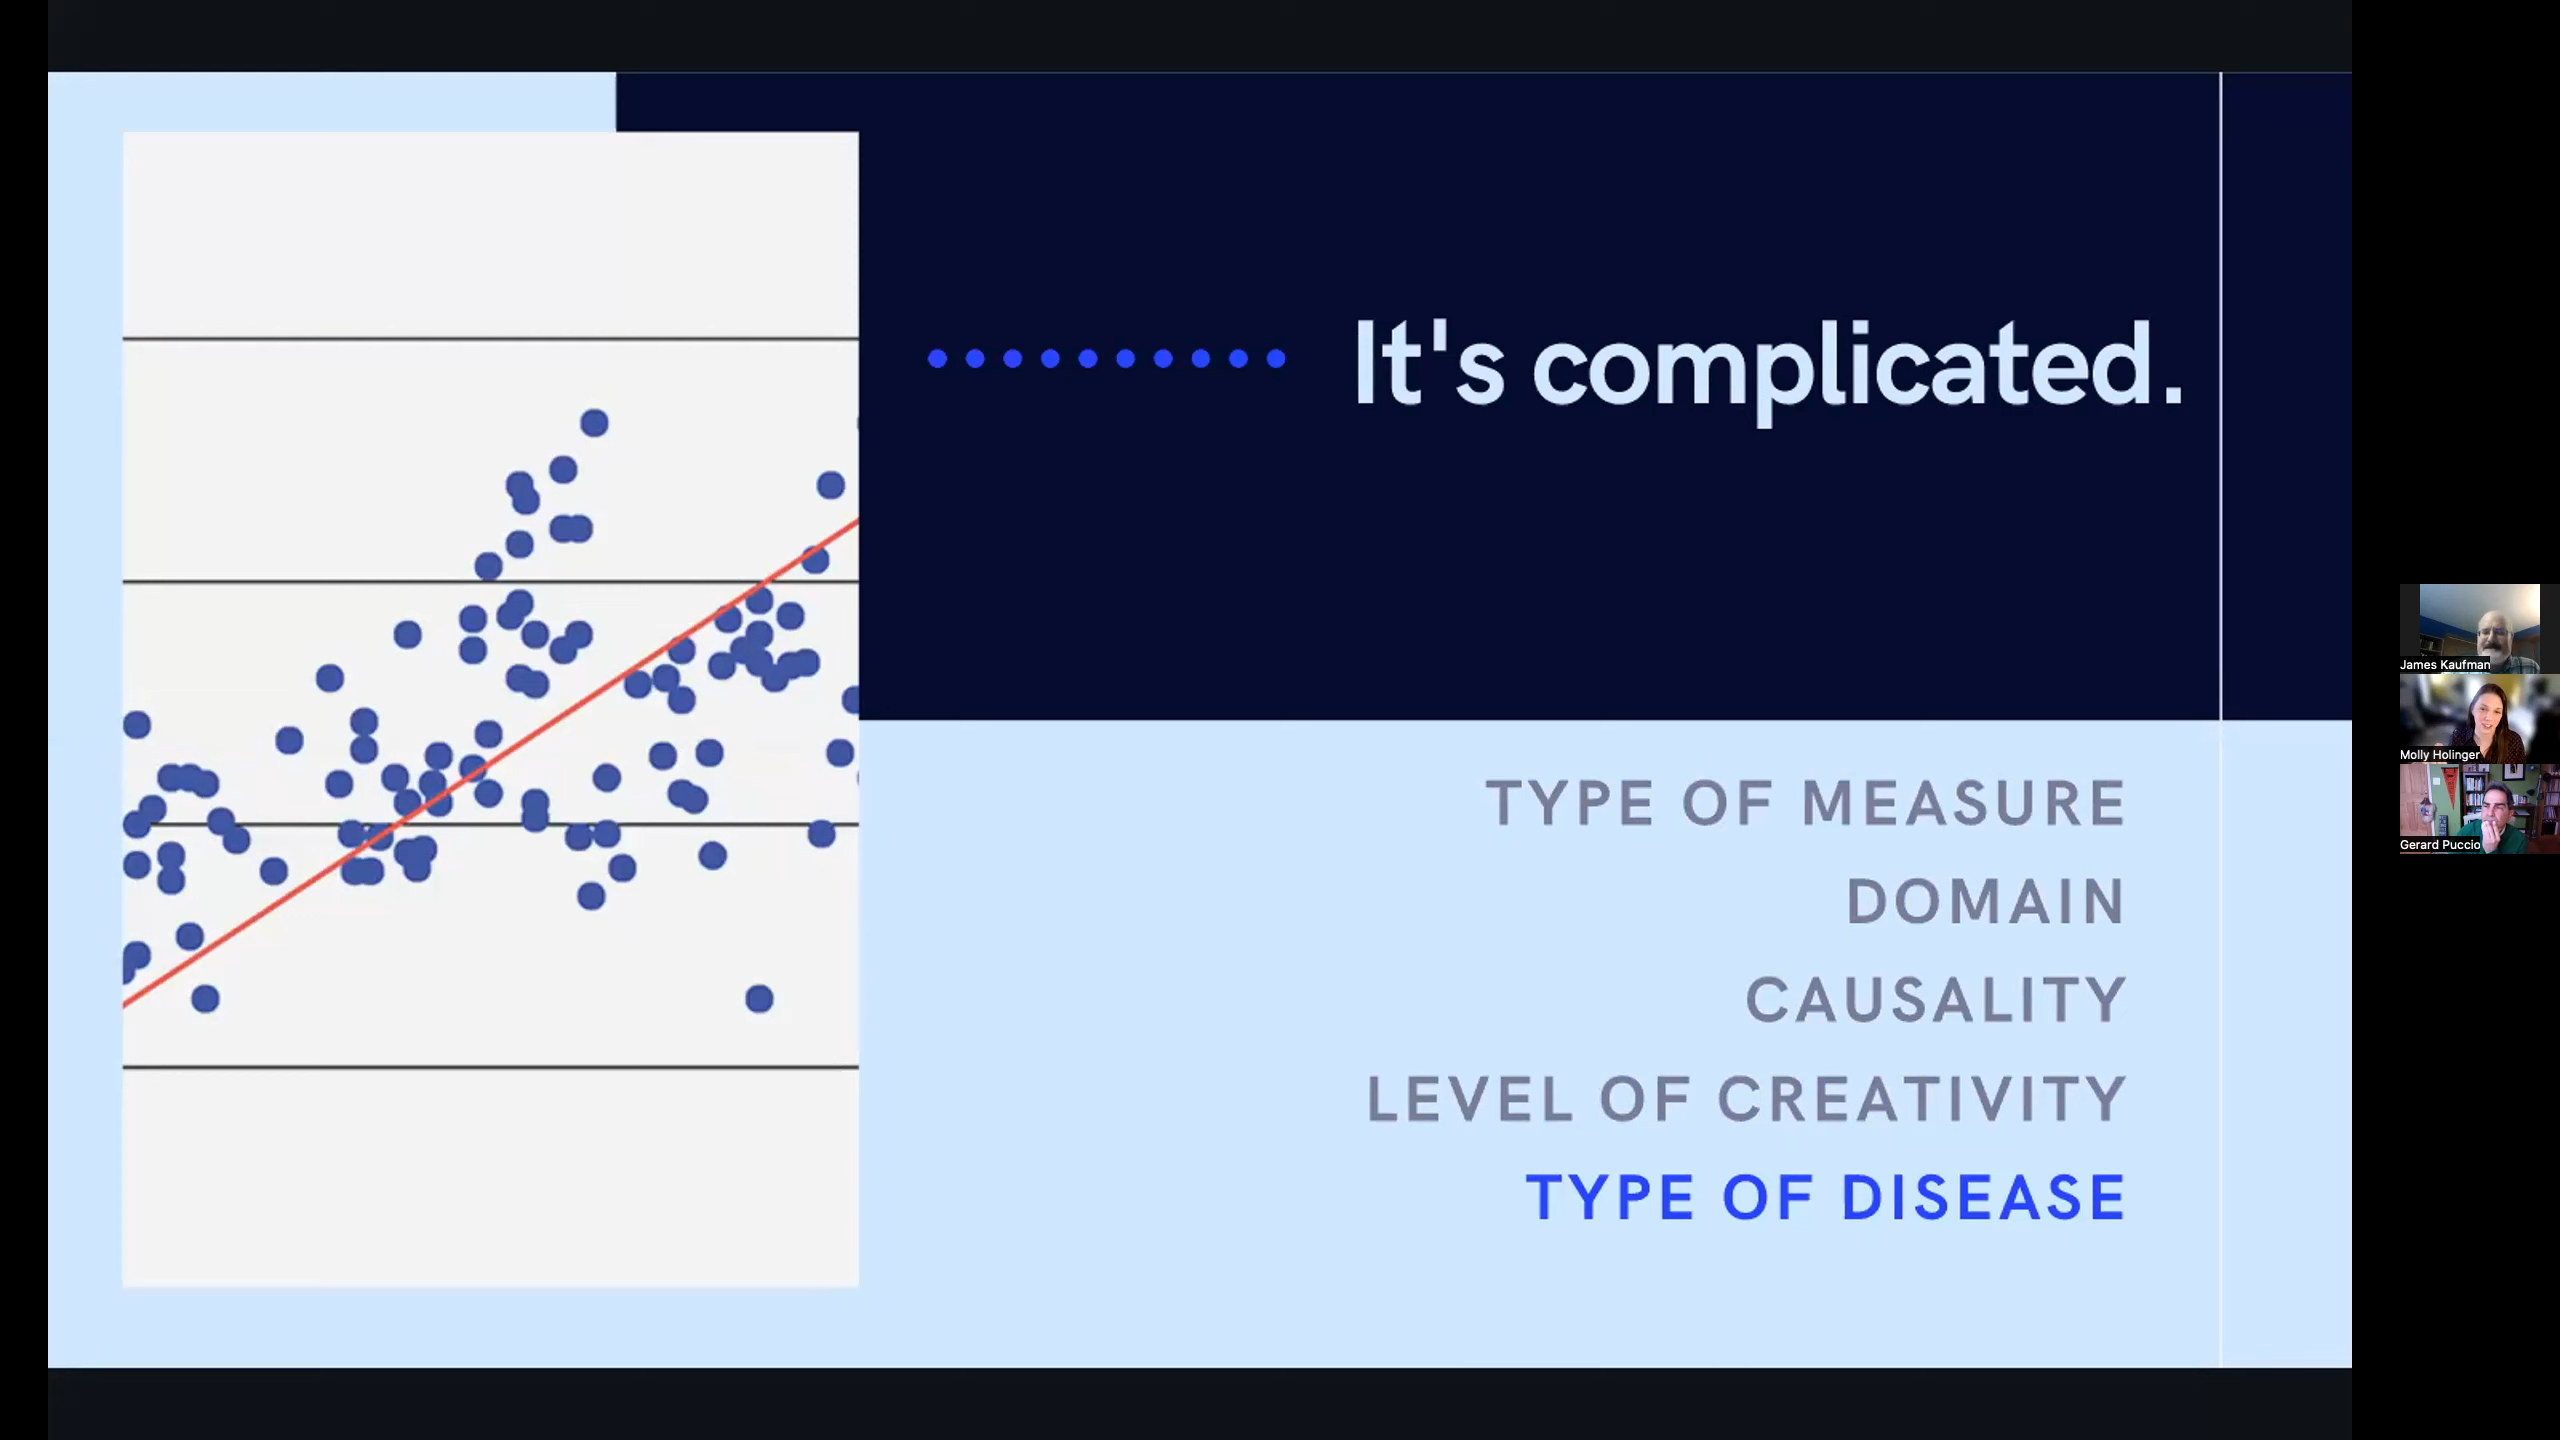 It's complicated.
TYPE OF MEASURE
DOMAIN
CAUSALITY
LEVEL OF CREATIVITY
TYPE OF DISEASE
James Kaufman
Molly Holinger
Gerard Puccio